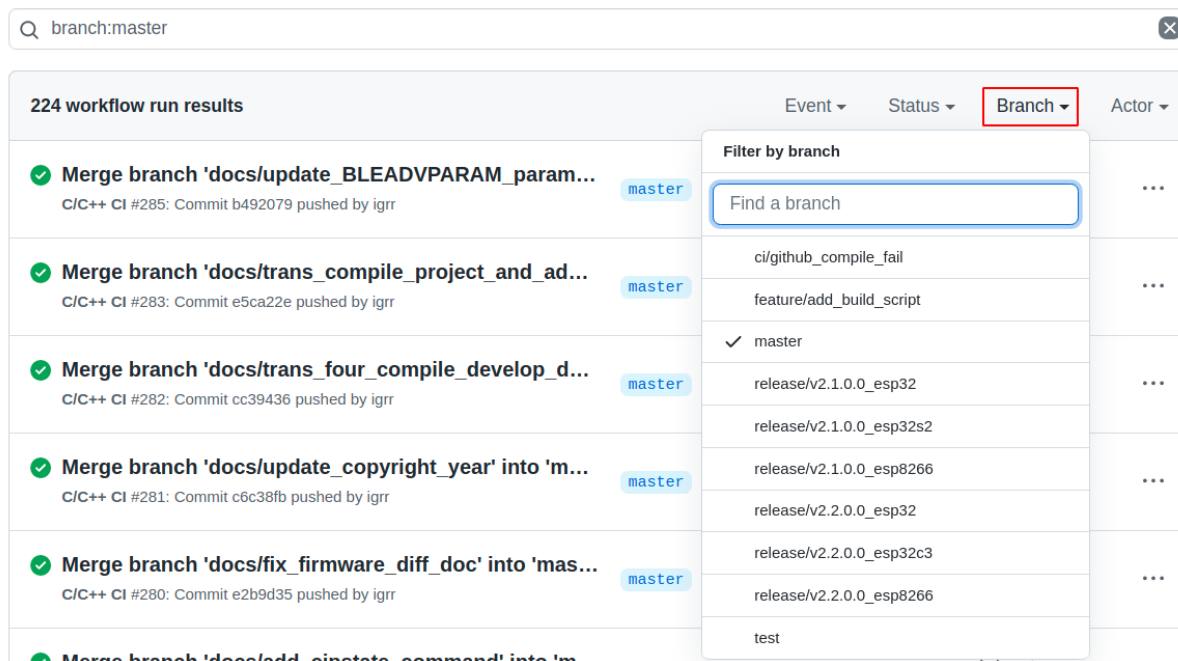 branch:master
224 workflow run results
Event
Status
Branch
Actor
Merge branch 'docs/update_BLEADVPARAM_param...
C/C++ CI #285: Commit b492079 pushed by igrr
master
Merge branch 'docs/trans_compile_project_and_ad...
C/C++ CI #283: Commit e5ca22e pushed by igrr
master
Merge branch 'docs/trans_four_compile_develop_d...
C/C++ CI #282: Commit cc39436 pushed by igrr
master
Merge branch 'docs/update_copyright_year' into 'm...
C/C++ CI #281: Commit c6c38fb pushed by igrr
master
Merge branch 'docs/fix_firmware_diff_doc' into 'mas...
C/C++ CI #280: Commit e2b9d35 pushed by igrr
master
Merge branch 'docs/add_cipstate_command' into 'm...
Filter by branch
Find a branch
ci/github_compile_fail
feature/add_build_script
master
release/v2.1.0.0_esp32
release/v2.1.0.0_esp32s2
release/v2.1.0.0_esp8266
release/v2.2.0.0_esp32
release/v2.2.0.0_esp32c3
release/v2.2.0.0_esp8266
test